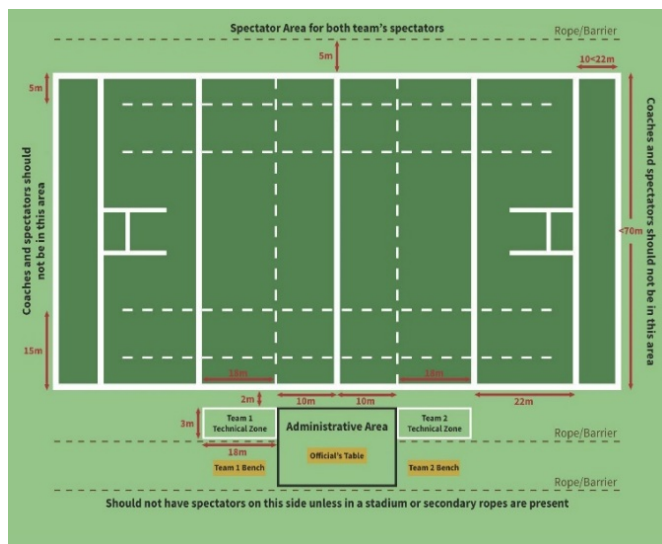 Spectator Area for both team's spectators
Rope/Barrier
5m
10<22m
5m
Coaches and spectators should
not be in this area
Coaches and spectators should not be in this area
<70m
15m
18m
18m
2m
10m
10m
22m
3m
Team 1
Technical Zone
Administrative Area
Team 2
Technical Zone
18m
Rope/Barrier
Official's Table
Team 1 Bench
Team 2 Bench
Rope/Barrier
Should not have spectators on this side unless in a stadium or secondary ropes are present